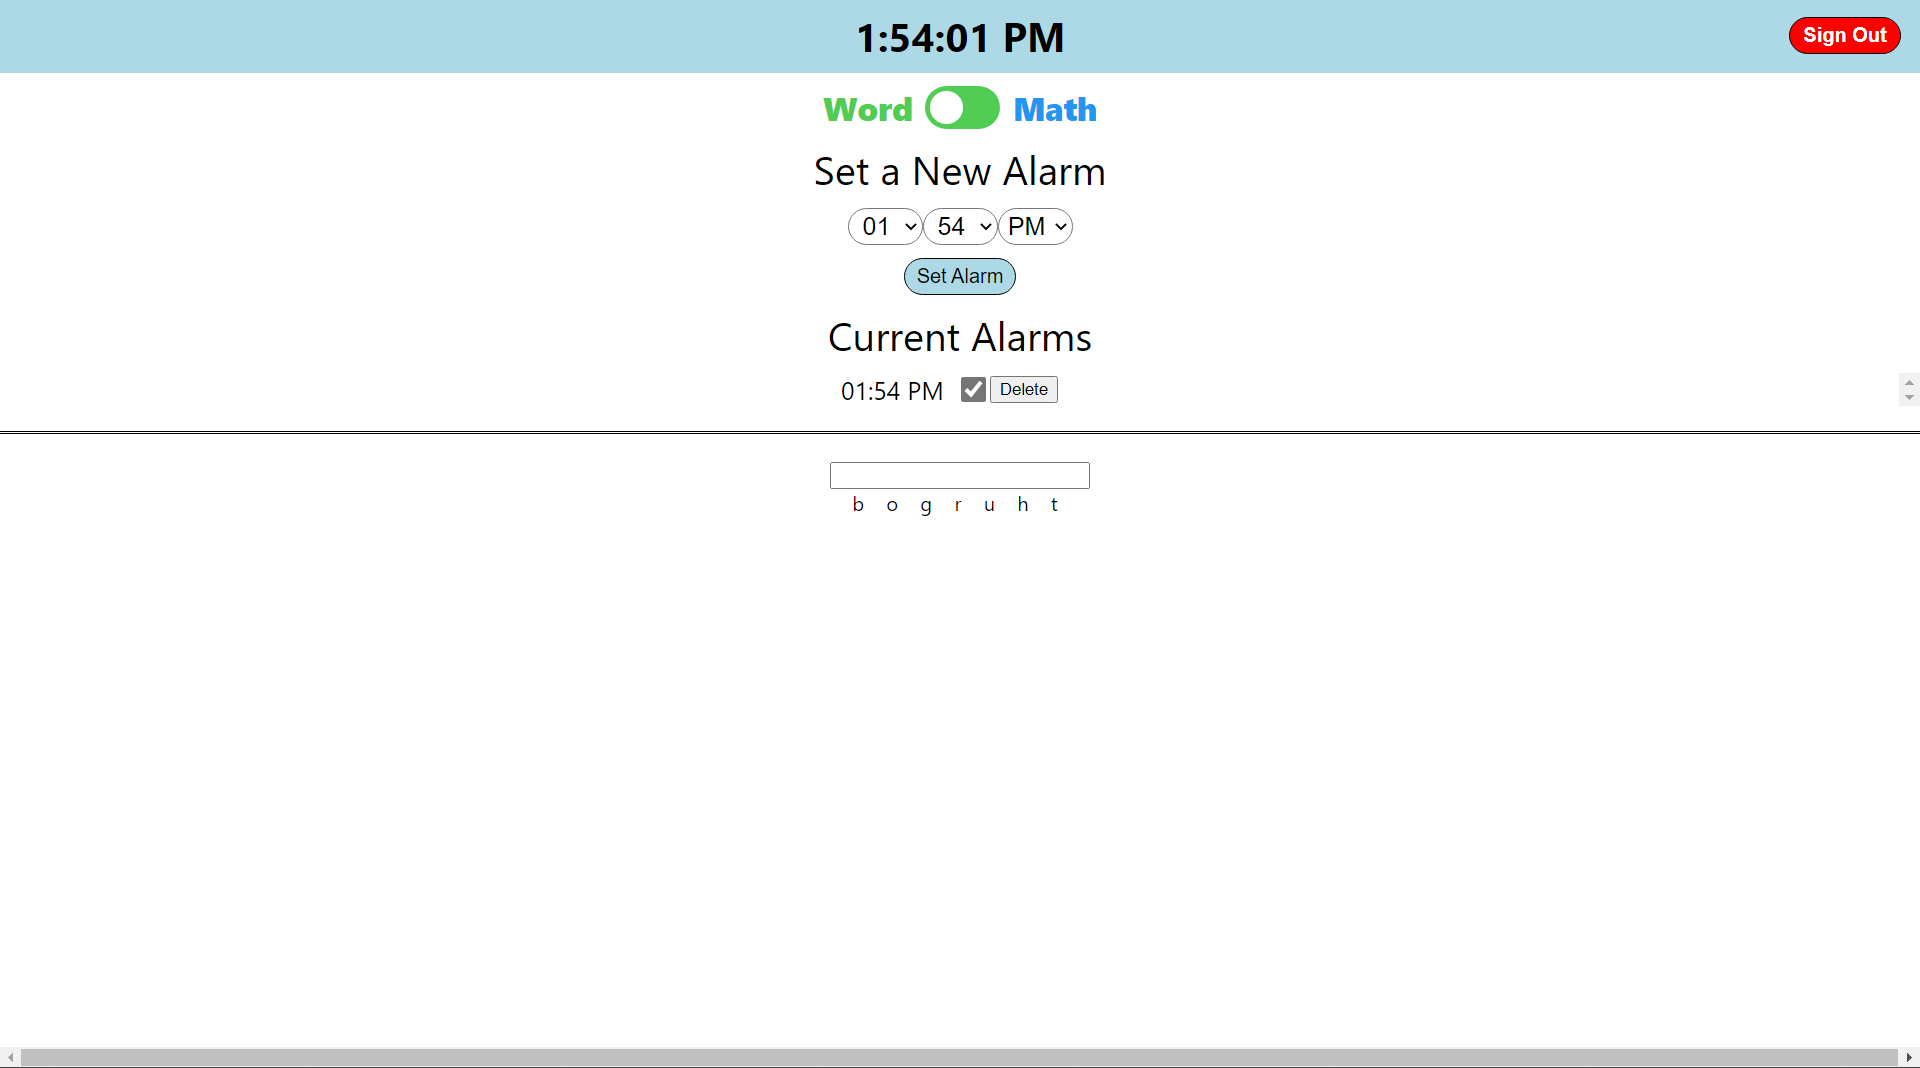 1:54:01 PM Sign Out
Word Math
Set a New Alarm
01 54 PM
Set Alarm
Current Alarms
01:54 PM Delete
b o g r u h t